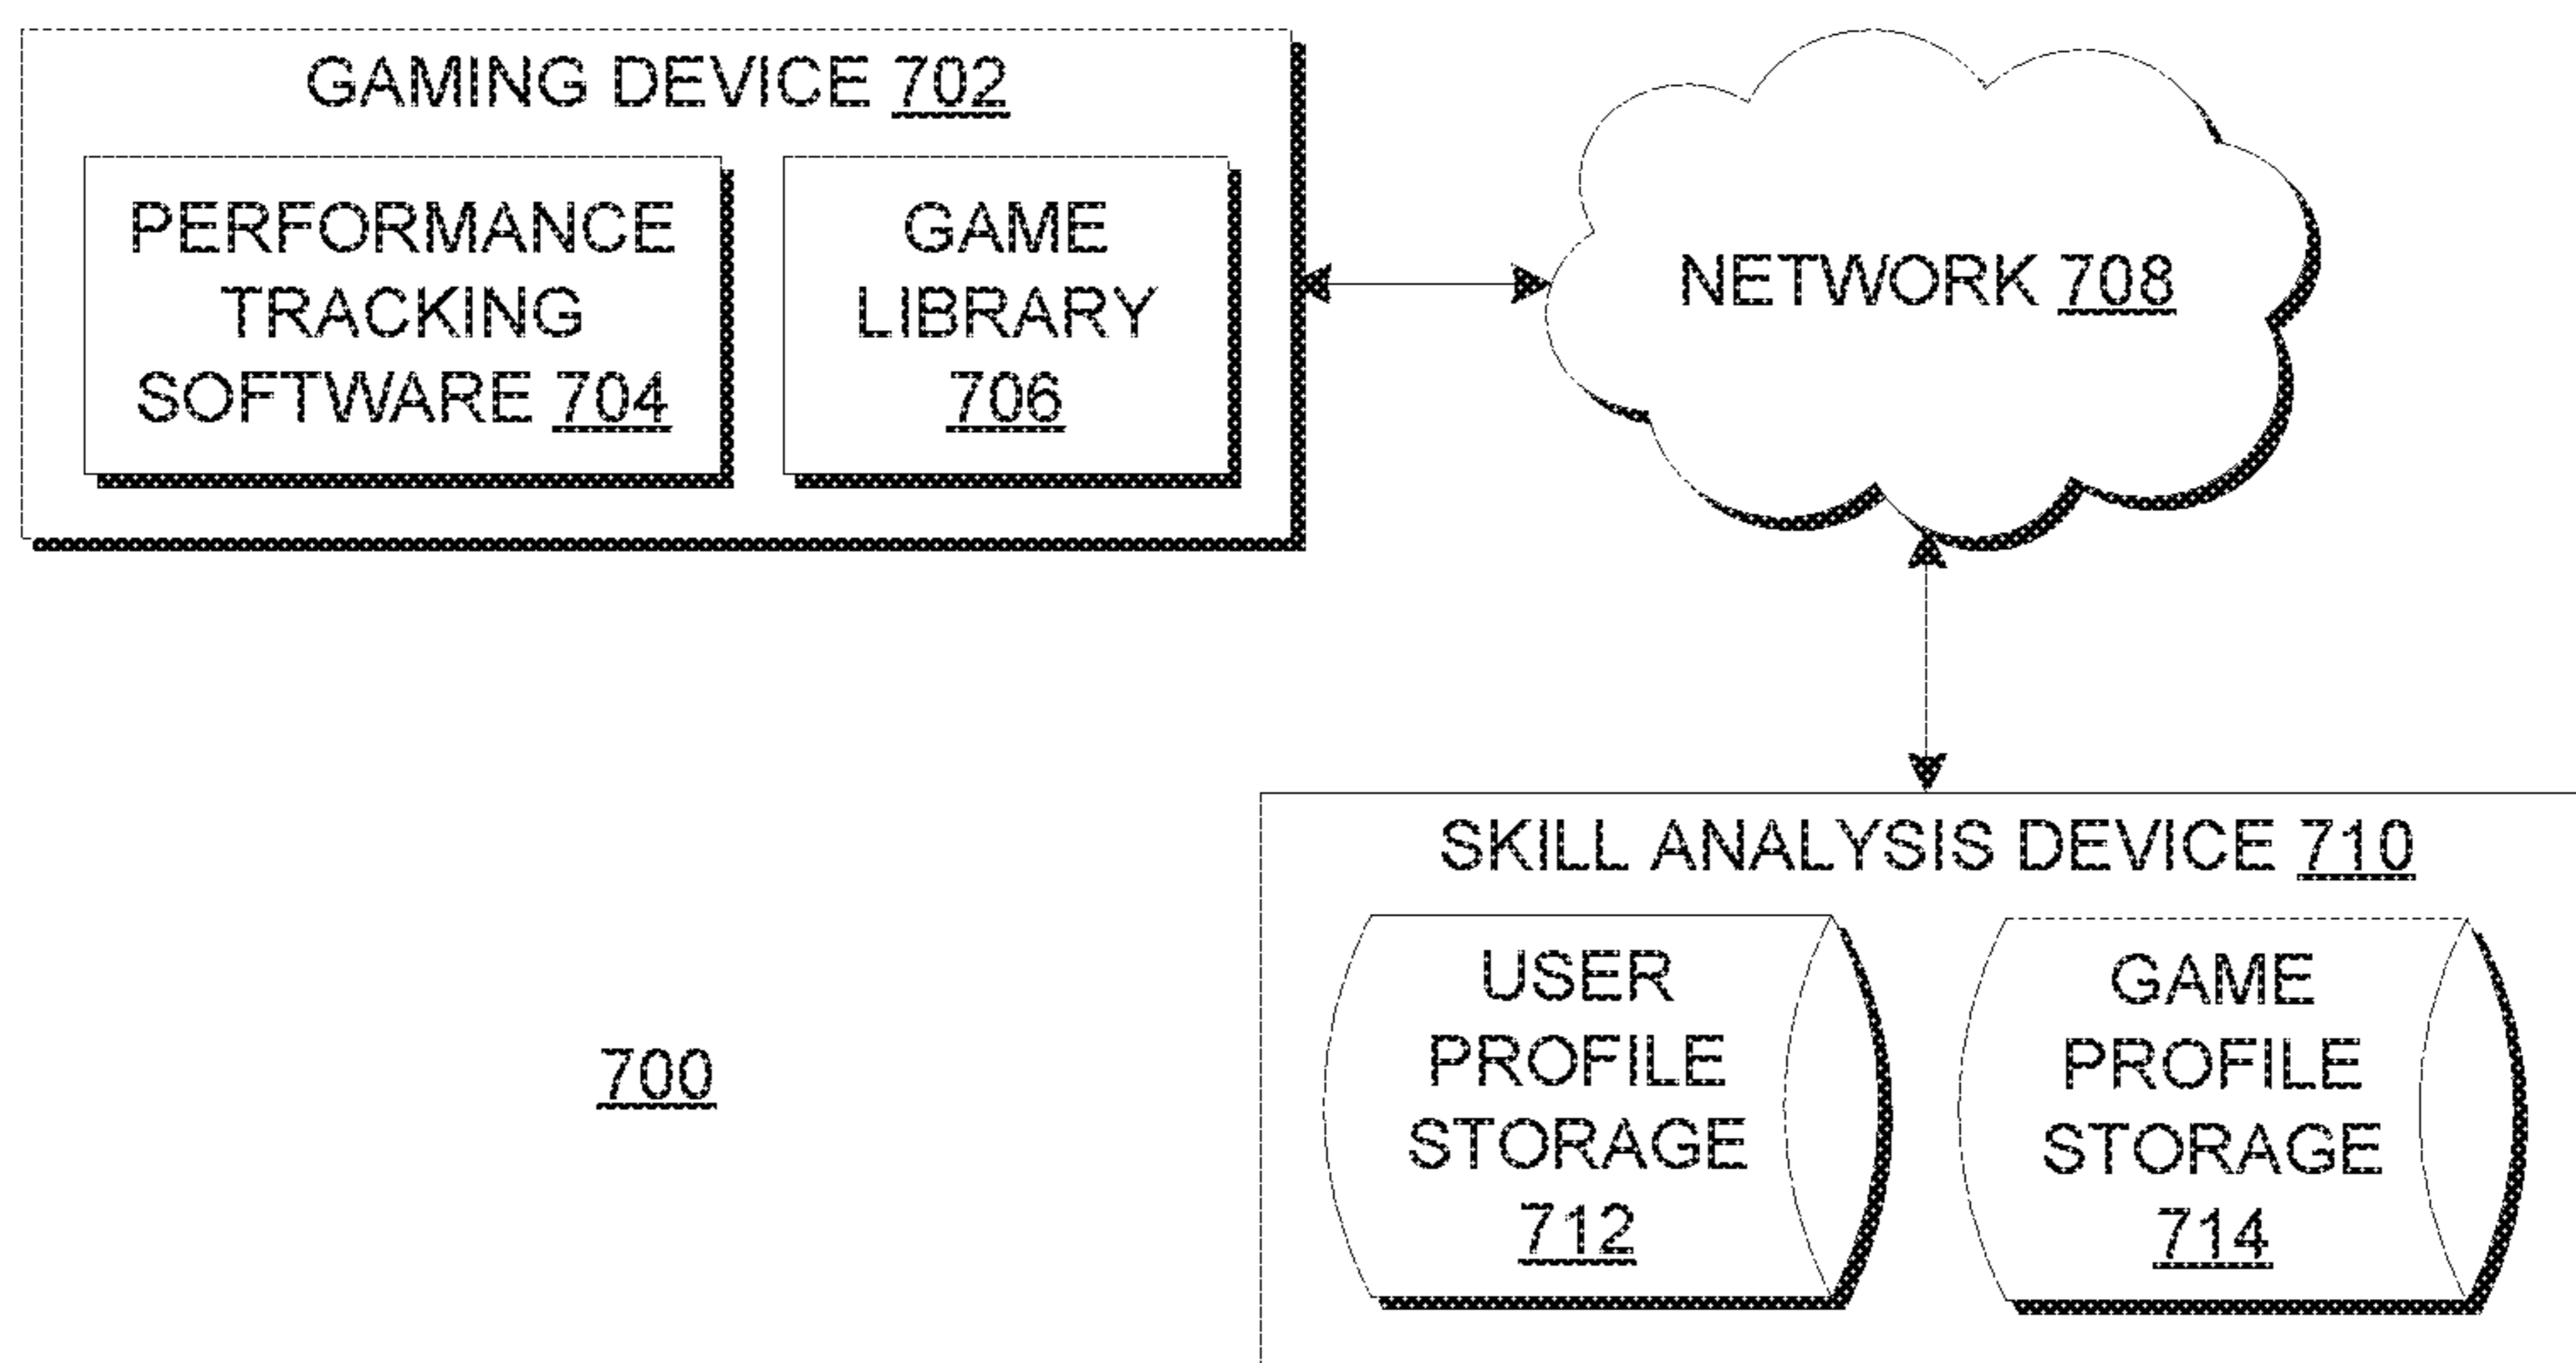 GAMING DEVICE 702
PERFORMANCE
TRACKING
SOFTWARE 704
GAME
LIBRARY
706
NETWORK 708
SKILL ANALYSIS DEVICE 710
USER
PROFILE
STORAGE
712
GAME
PROFILE
STORAGE
714
700